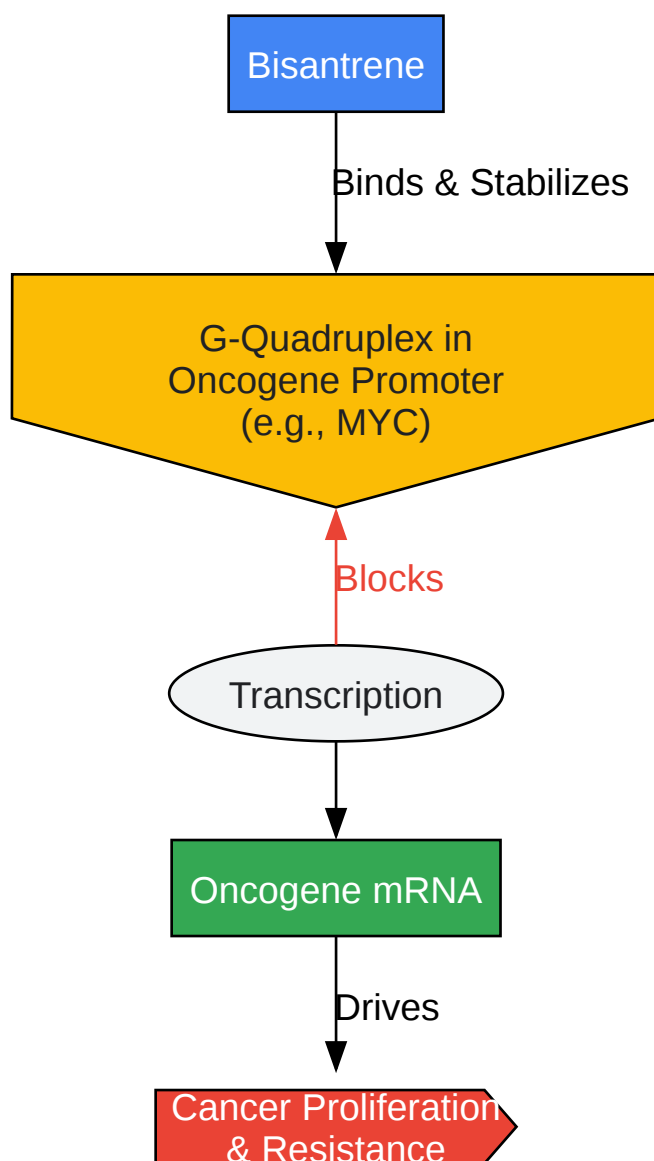 Bisantrene
Binds & Stabilizes
G-Quadruplex in
Oncogene Promoter
(e.g., MYC)
Blocks
Transcription
Oncogene mRNA
Drives
Cancer Proliferation
& Resistance